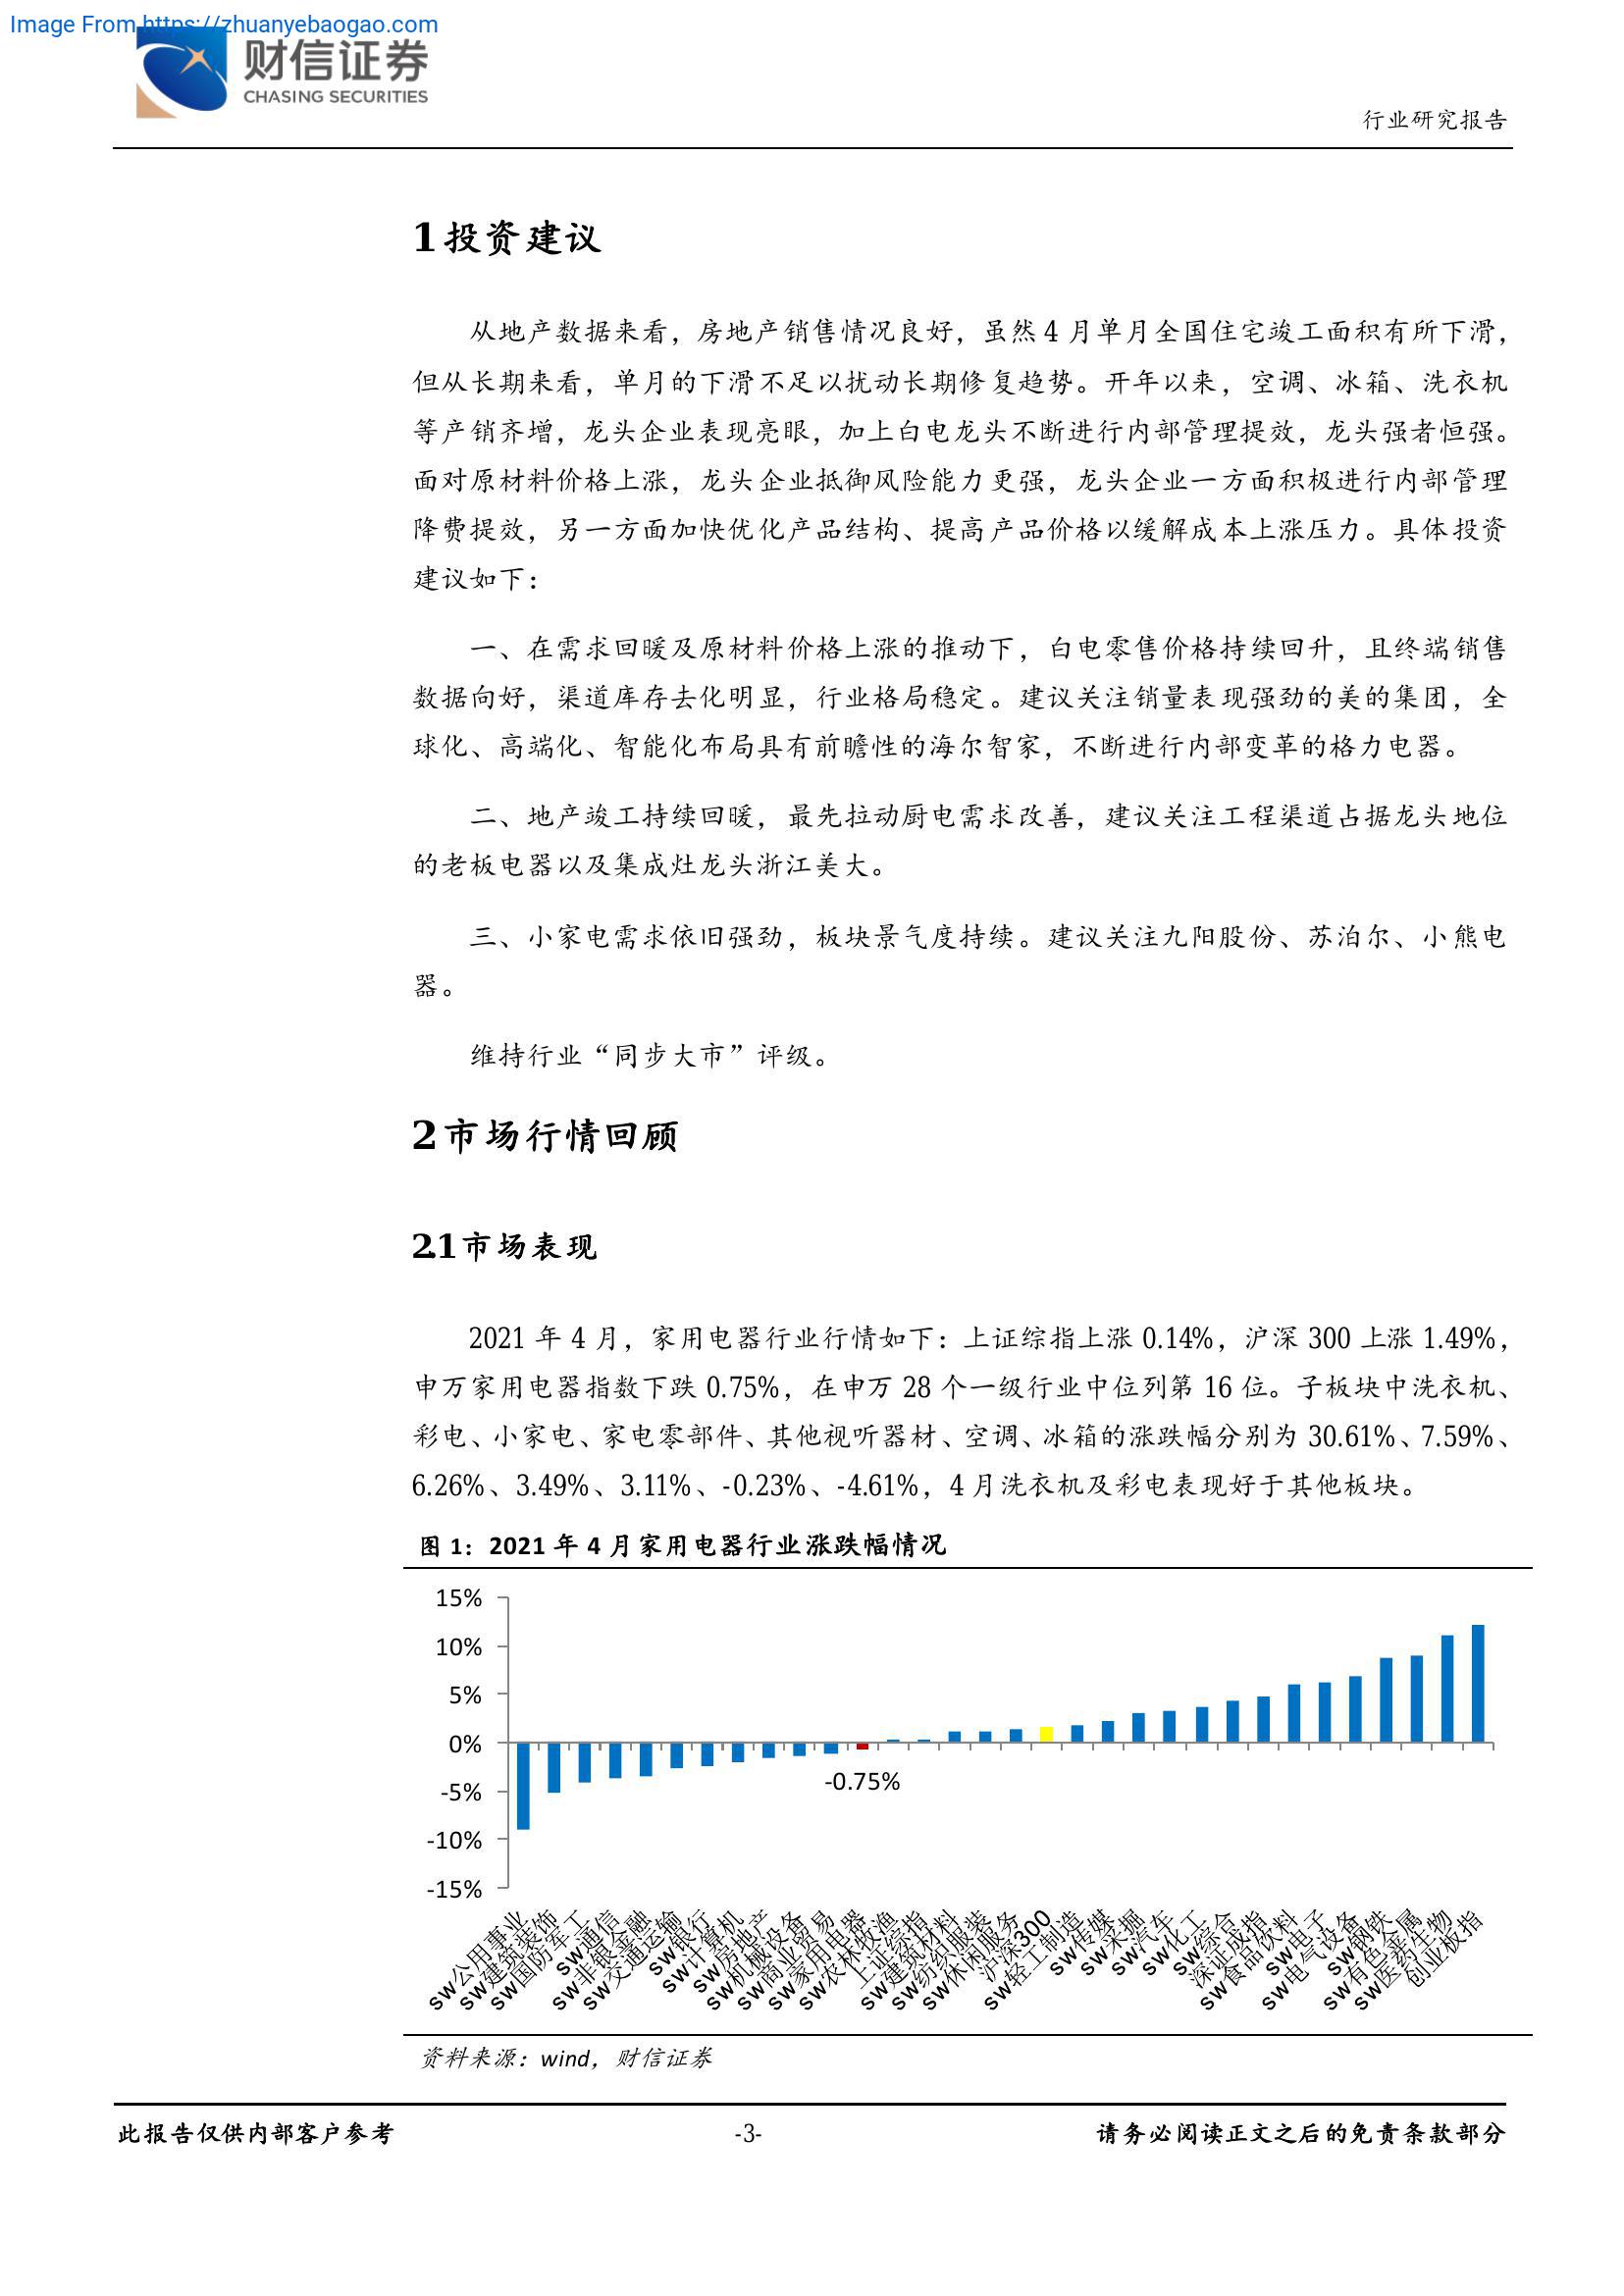 Image From https://zhuanyebaogao.com
财信证券
CHASING SECURITIES
行业研究报告
1 投资建议
从地产数据来看，房地产销售情况良好，虽然 4 月单月全国住宅竣工面积有所下滑，
但从长期来看，单月的下滑不足以扰动长期修复趋势。开年以来，空调、冰箱、洗衣机
等产销齐增，龙头企业表现亮眼，加上白电龙头不断进行内部管理提效，龙头强者恒强。
面对原材料价格上涨，龙头企业抵御风险能力更强，龙头企业一方面积极进行内部管理
降费提效，另一方面加快优化产品结构、提高产品价格以缓解成本上涨压力。具体投资
建议如下：
一、在需求回暖及原材料价格上涨的推动下，白电零售价格持续回升，且终端销售
数据向好，渠道库存去化明显，行业格局稳定。建议关注销量表现强劲的美的集团，全
球化、高端化、智能化布局具有前瞻性的海尔智家，不断进行内部变革的格力电器。
二、地产竣工持续回暖，最先拉动厨电需求改善，建议关注工程渠道占据龙头地位
的老板电器以及集成灶龙头浙江美大。
三、小家电需求依旧强劲，板块景气度持续。建议关注九阳股份、苏泊尔、小熊电
器。
维持行业“同步大市”评级。
2 市场行情回顾
2.1 市场表现
2021 年 4 月，家用电器行业行情如下：上证综指上涨 0.14%，沪深 300 上涨 1.49%，
申万家用电器指数下跌 0.75%，在申万 28 个一级行业中位列第 16 位。子板块中洗衣机、
彩电、小家电、家电零部件、其他视听器材、空调、冰箱的涨跌幅分别为 30.61%、7.59%、
6.26%、3.49%、3.11%、-0.23%、-4.61%，4 月洗衣机及彩电表现好于其他板块。
图 1：2021 年 4 月家用电器行业涨跌幅情况
15%
10%
5%
0%
-5%
-10%
-15%
-0.75%
SW公用事业
SW建筑装饰
SW国防军工
SW通信
SW非银金融
SW交通运输
SW银行
SW计算机
SW房地产
SW机械设备
SW商业贸易
SW家用电器
SW农林牧渔
上证综指
SW建筑材料
SW纺织服装
SW休闲服务
沪深300
SW轻工制造
SW传媒
SW采掘
SW汽车
SW化工
SW综合
深证成指
SW食品饮料
SW电子
SW电气设备
SW钢铁
SW有色金属
SW医药生物
创业板指
资料来源：wind，财信证券
此报告仅供内部客户参考
-3-
请务必阅读正文之后的免责条款部分